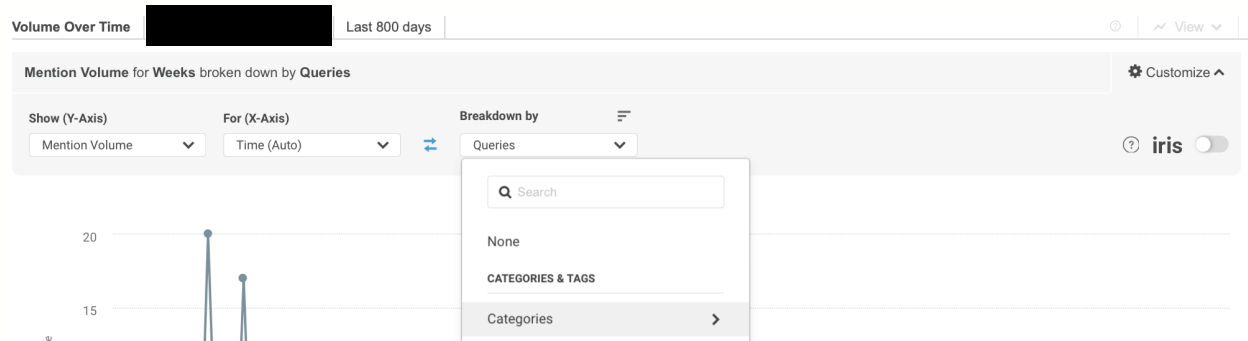 Volume Over Time Last 800 days View
Mention Volume for Weeks broken down by Queries Customize
Show (Y-Axis) For (X-Axis) Breakdown by
Mention Volume Time (Auto) Queries ? iris
Search
None
20
CATEGORIES & TAGS
15
Categories